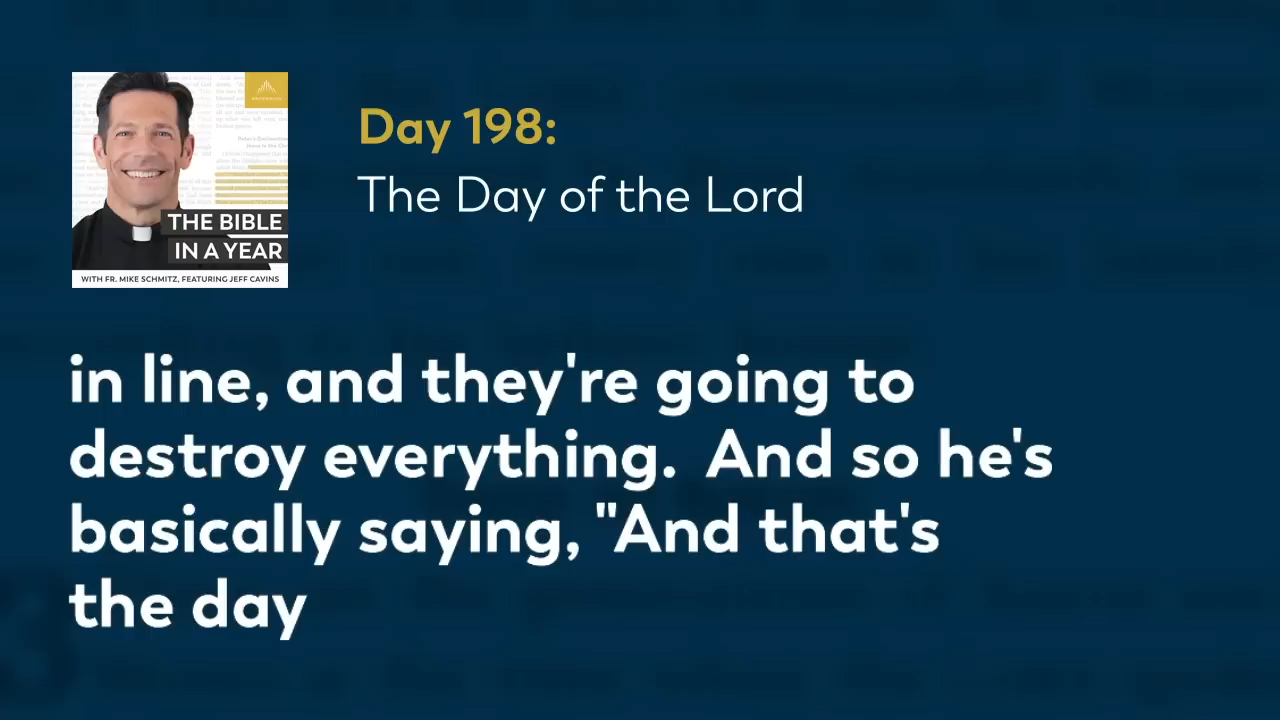 THE BIBLE
IN A YEAR
WITH FR. MIKE SCHMITZ, FEATURING JEFF CAVINS
Day 198:
The Day of the Lord
in line, and they're going to
destroy everything.  And so he's
basically saying, "And that's
the day